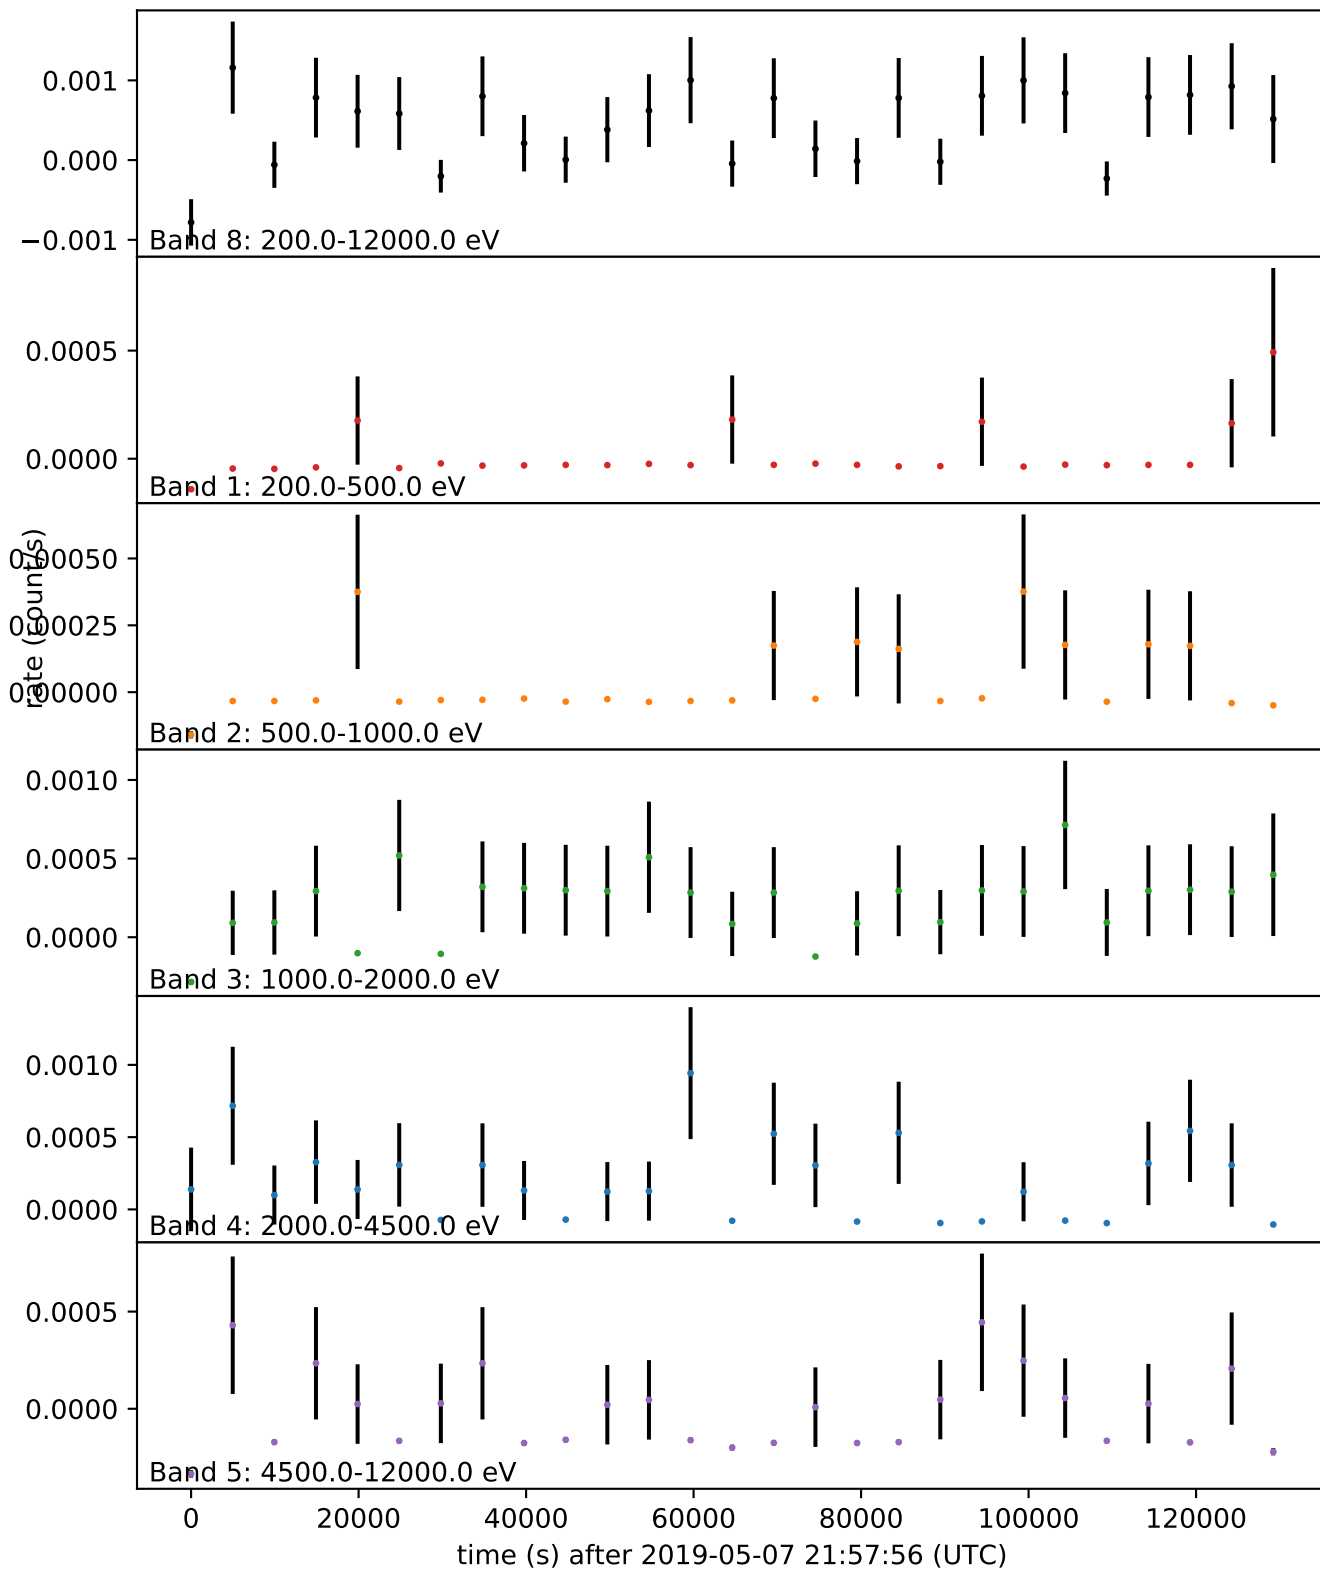 0.001
0.000
−0.001
Band 8: 200.0-12000.0 eV
0.0005
0.0000
Band 1: 200.0-500.0 eV
rate (count/s)
0.00050
0.00025
0.00000
Band 2: 500.0-1000.0 eV
0.0010
0.0005
0.0000
Band 3: 1000.0-2000.0 eV
0.0010
0.0005
0.0000
Band 4: 2000.0-4500.0 eV
0.0005
0.0000
Band 5: 4500.0-12000.0 eV
0 20000 40000 60000 80000 100000 120000
time (s) after 2019-05-07 21:57:56 (UTC)